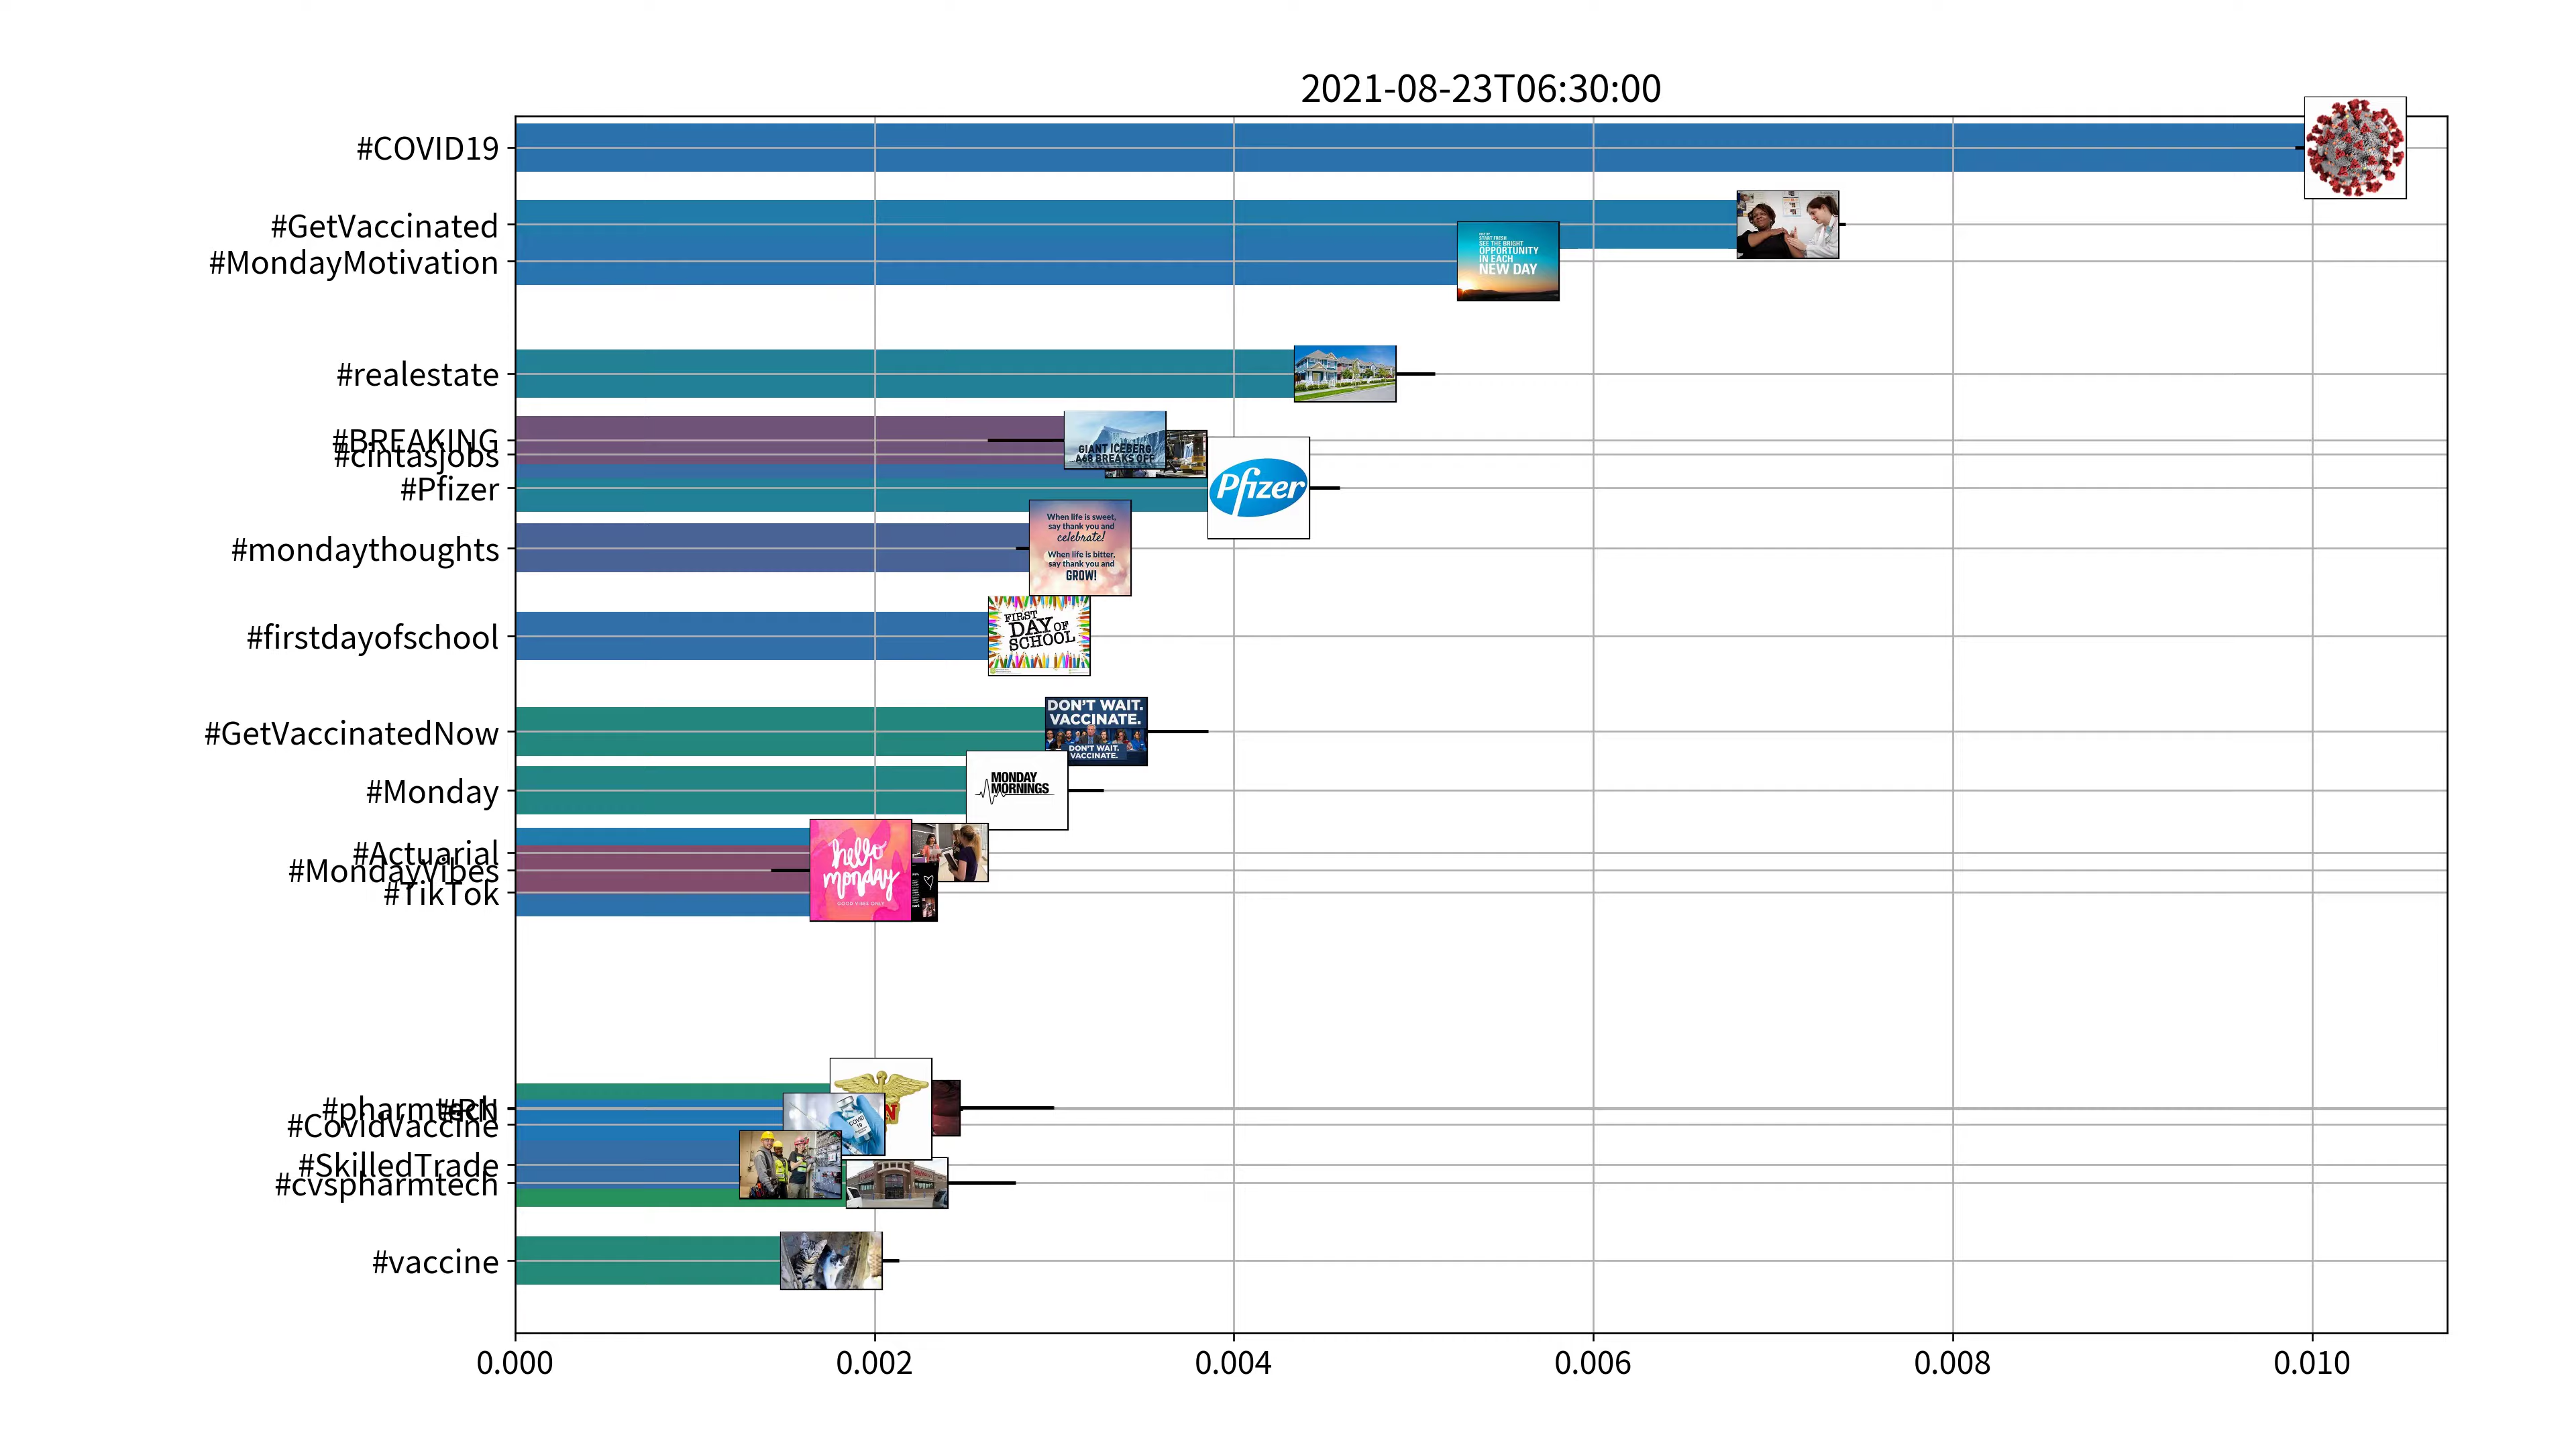 2021-08-23T06:30:00
#COVID19
#GetVaccinated
#MondayMotivation
START FRESH
SEE THE BRIGHT
OPPORTUNITY
IN EACH
NEW DAY
#realestate
#BREAKING
GIANT ICEBERG
A68 BREAKS OFF
#cintasjobs
#Pfizer
Pfizer
#mondaythoughts
When life is sweet,
say thank you and
celebrate!
When life is bitter,
say thank you and
GROW!
#firstdayofschool
FIRST
DAY OF
SCHOOL
#GetVaccinatedNow
DON'T WAIT.
VACCINATE.
DON'T WAIT.
VACCINATE.
#Monday
MONDAY
MORNINGS
#Actuarial
#MondayVibes
hello
monday
GOOD VIBES ONLY
#TikTok
#pharmtech
#RN
N
#CovidVaccine
COVID
19
#SkilledTrade
#cvspharmtech
#vaccine
0.000 0.002 0.004 0.006 0.008 0.010